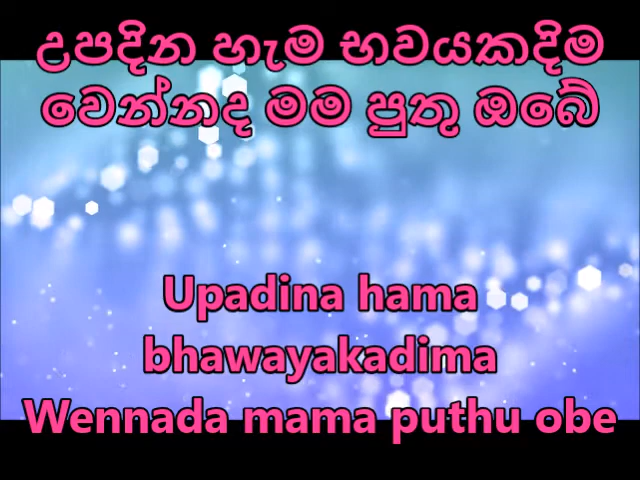 උපදින හැම භවයකදිම
වෙන්නද මම පුතු ඔබේ
Upadina hama
bhawayakadima
Wennada mama puthu obe